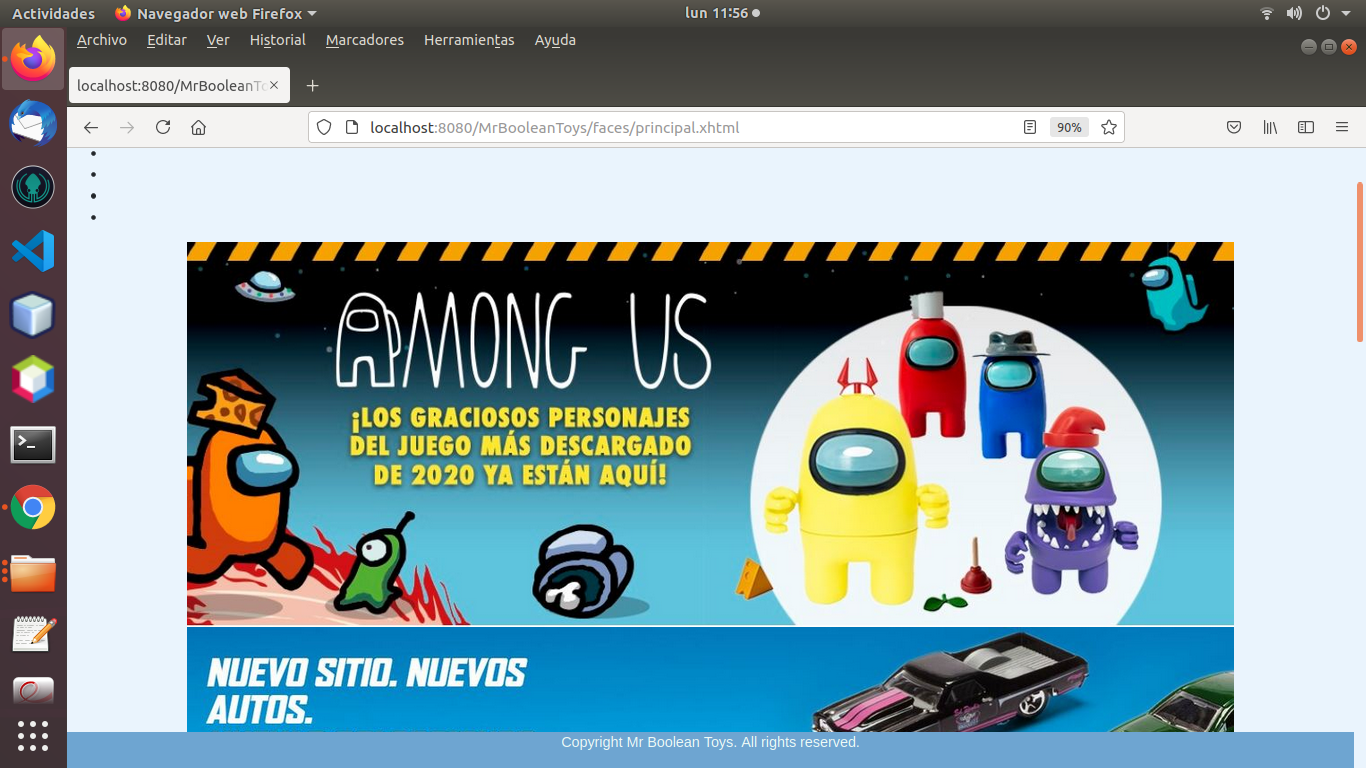 Actividades
Navegador web Firefox
lun 11:56
Archivo Editar Ver Historial Marcadores Herramientas Ayuda
localhost:8080/MrBooleanTo
localhost:8080/MrBooleanToys/faces/principal.xhtml
90%
AMONG US
¡LOS GRACIOSOS PERSONAJES
DEL JUEGO MÁS DESCARGADO
DE 2020 YA ESTÁN AQUÍ!
NUEVO SITIO. NUEVOS
AUTOS.
Copyright Mr Boolean Toys. All rights reserved.